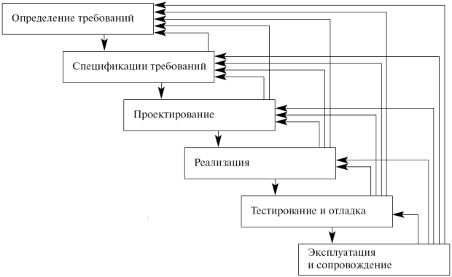 Определение требований
Спецификации требований
Проектирование
Реализация
Тестирование и отладка
Эксплуатация
и сопровождение